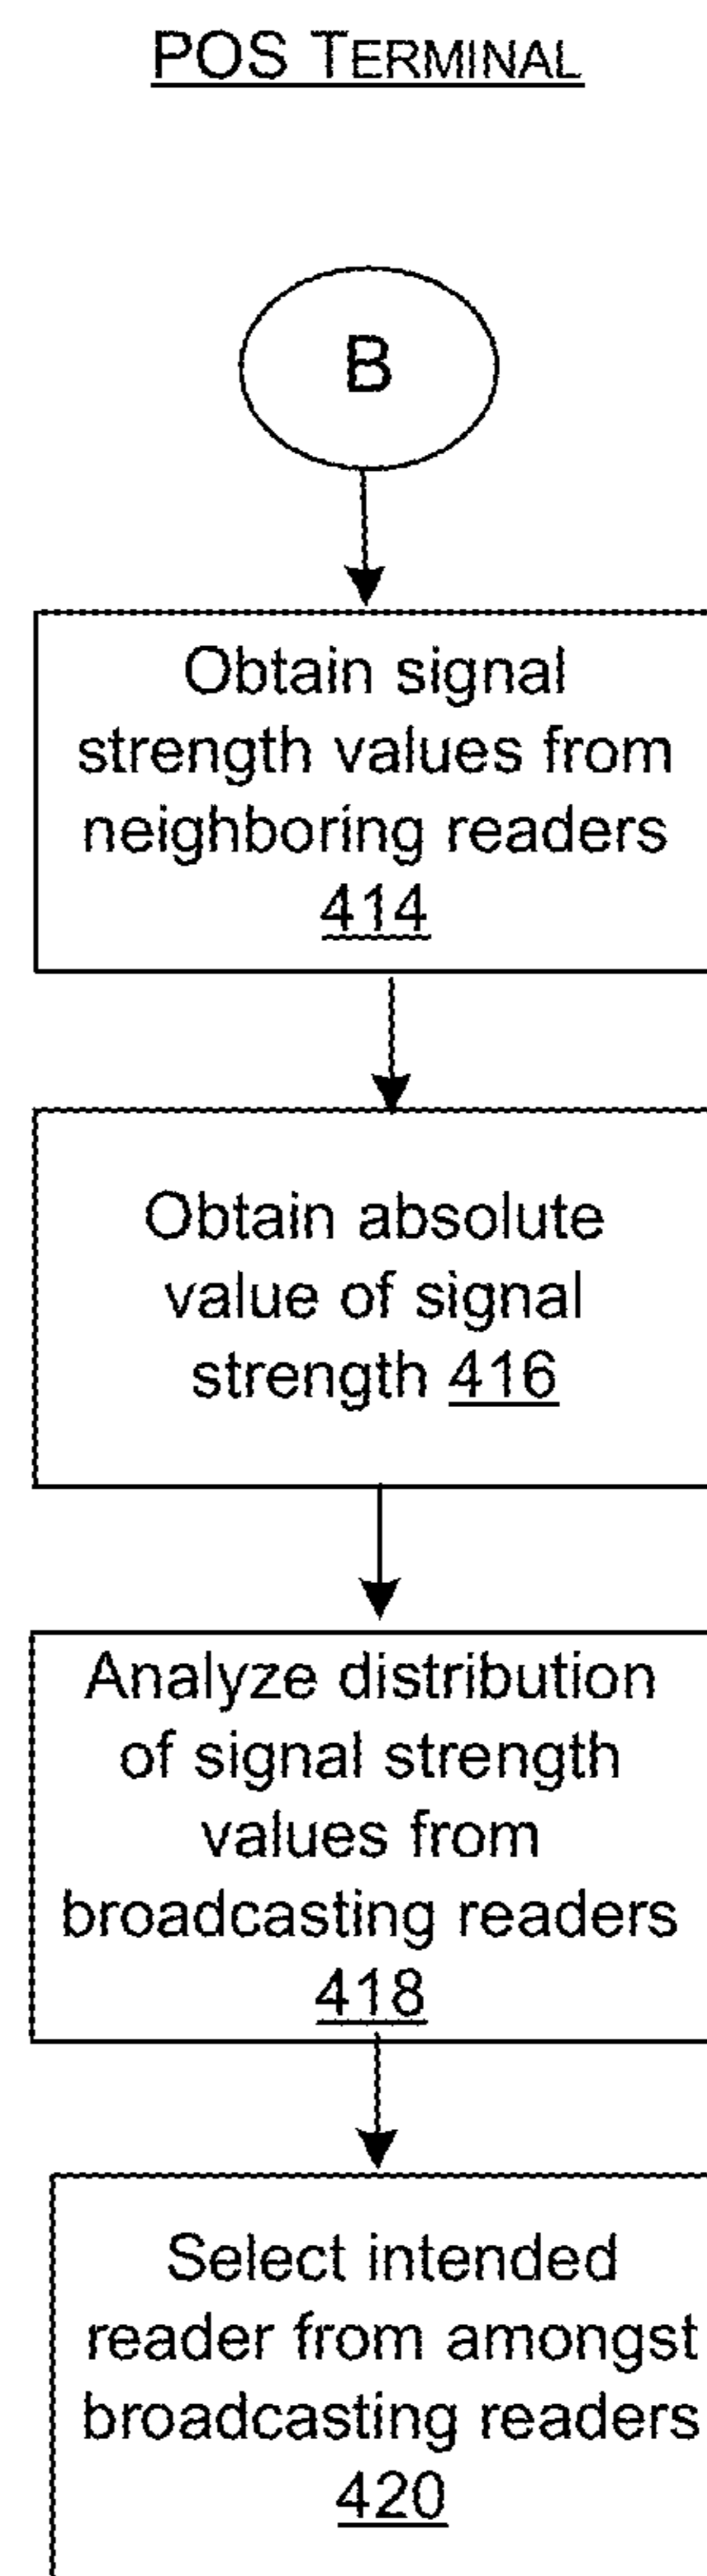 POS TERMINAL
B
Obtain signal
strength values from
neighboring readers
414
Obtain absolute
value of signal
strength 416
Analyze distribution
of signal strength
values from
broadcasting readers
418
Select intended
reader from amongst
broadcasting readers
420